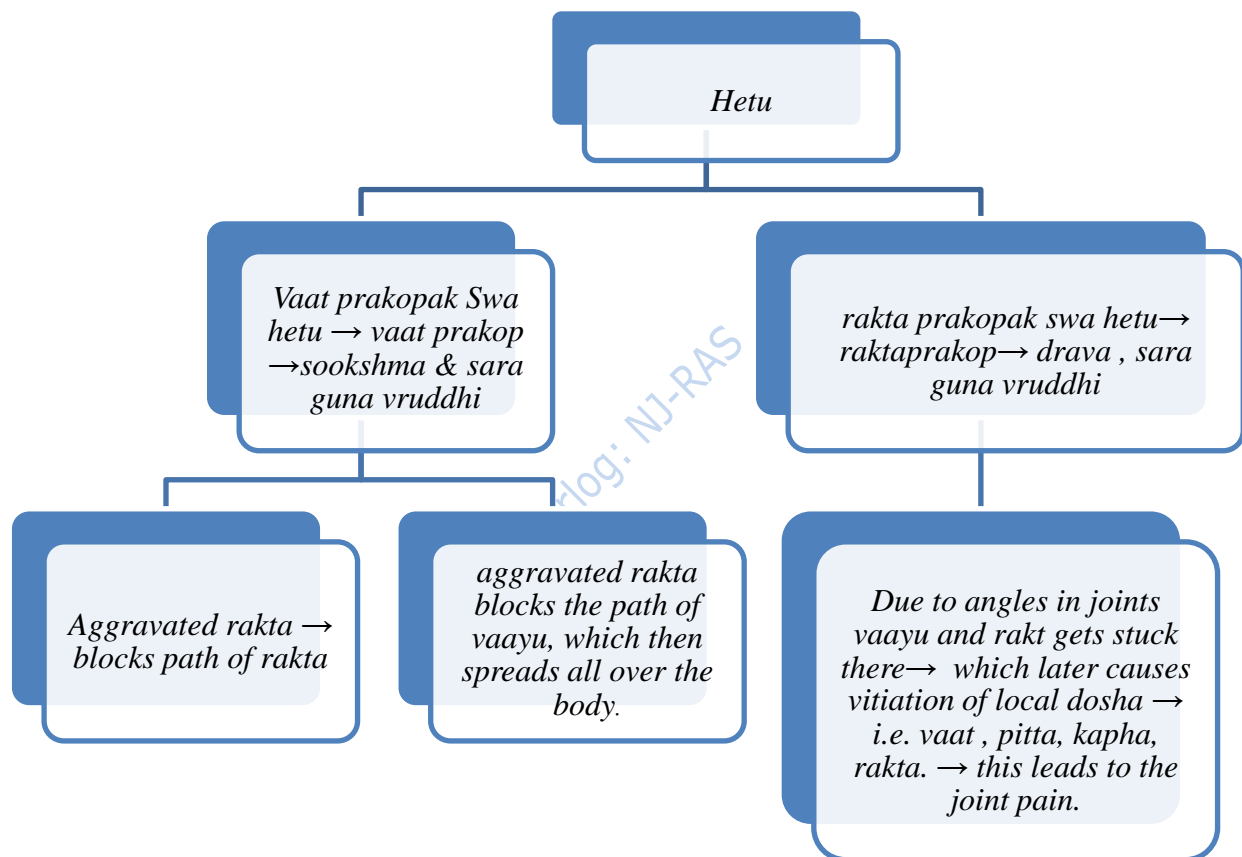 Hetu
Vaat prakopak Swa
hetu → vaat prakop
→sookshma & sara
guna vruddhi
rakta prakopak swa hetu→
raktaprakop→ drava , sara
guna vruddhi
rlog: NJ-RAS
Aggravated rakta →
blocks path of rakta
aggravated rakta
blocks the path of
vaayu, which then
spreads all over the
body.
Due to angles in joints
vaayu and rakt gets stuck
there→ which later causes
vitiation of local dosha →
i.e. vaat , pitta, kapha,
rakta. → this leads to the
joint pain.